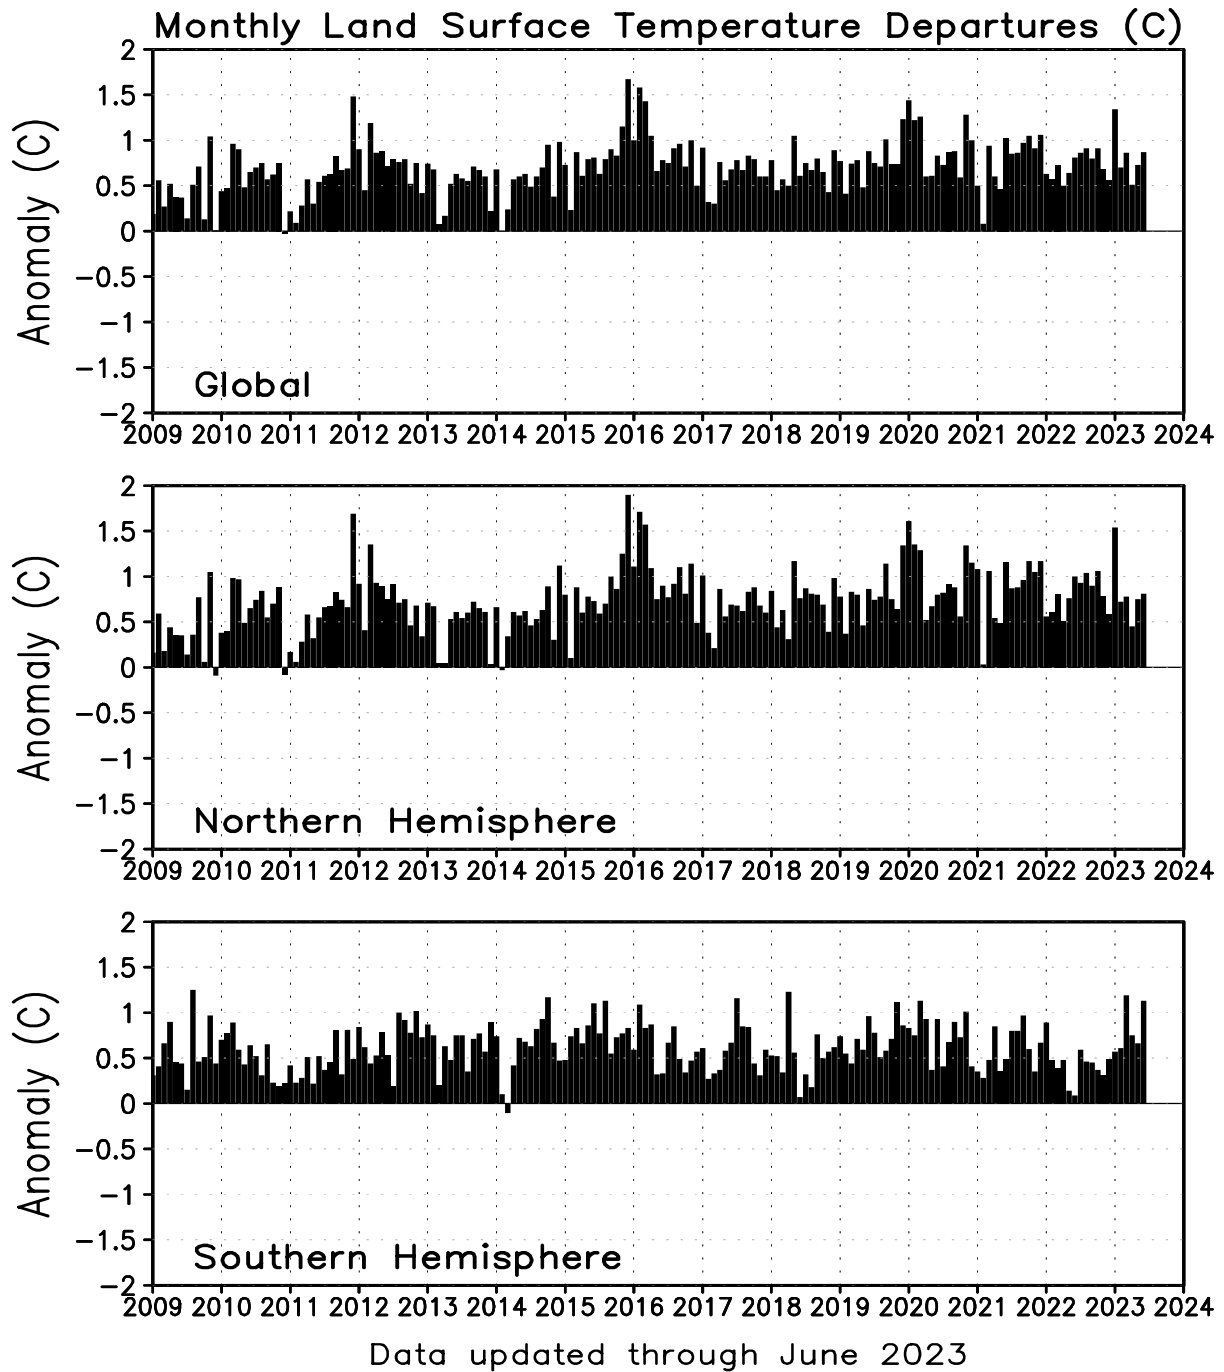 Monthly Land Surface Temperature Departures (C)
Anomaly (C)
2
1.5
1
0.5
0
−0.5
−1
−1.5
−2
Global
2009 2010 2011 2012 2013 2014 2015 2016 2017 2018 2019 2020 2021 2022 2023 2024
Anomaly (C)
2
1.5
1
0.5
0
−0.5
−1
−1.5
−2
Northern Hemisphere
2009 2010 2011 2012 2013 2014 2015 2016 2017 2018 2019 2020 2021 2022 2023 2024
Anomaly (C)
2
1.5
1
0.5
0
−0.5
−1
−1.5
−2
Southern Hemisphere
2009 2010 2011 2012 2013 2014 2015 2016 2017 2018 2019 2020 2021 2022 2023 2024
Data updated through June 2023